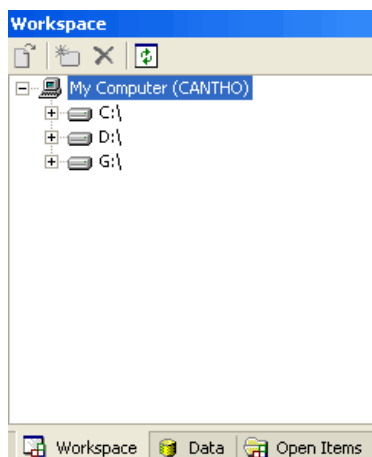 Workspace
My Computer (CANTHO)
C:\
D:\
G:\
Workspace Data Open Items